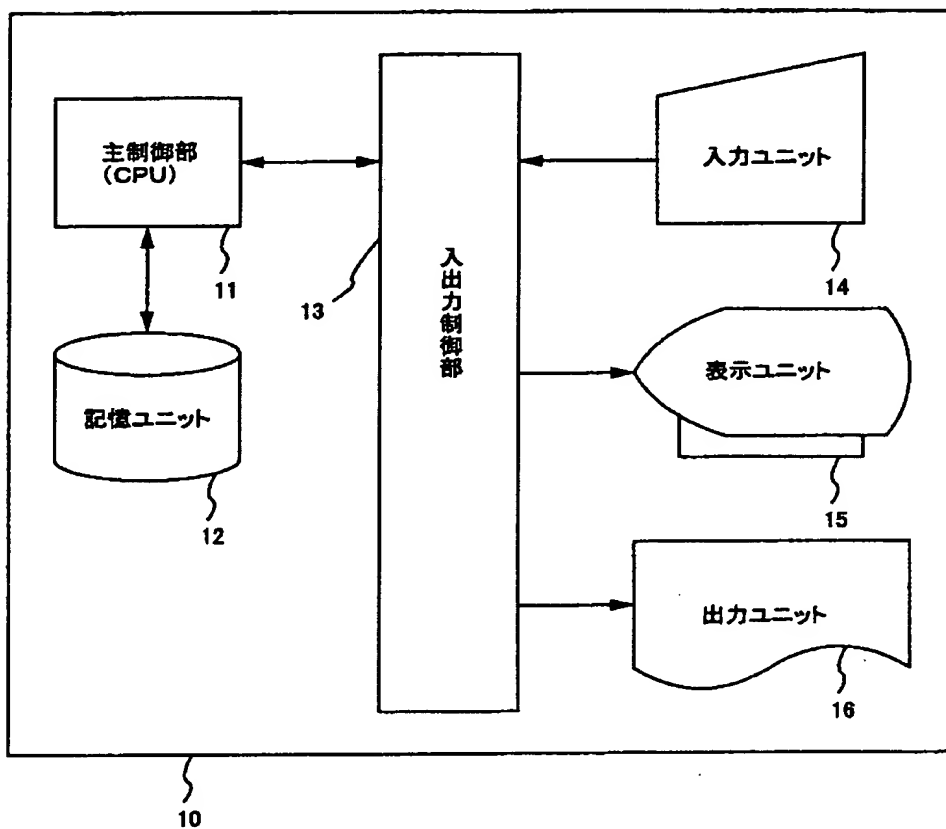 主制御部
(CPU)
11
記憶ユニット
12
13
入出力制御部
入力ユニット
14
表示ユニット
15
出力ユニット
16
10